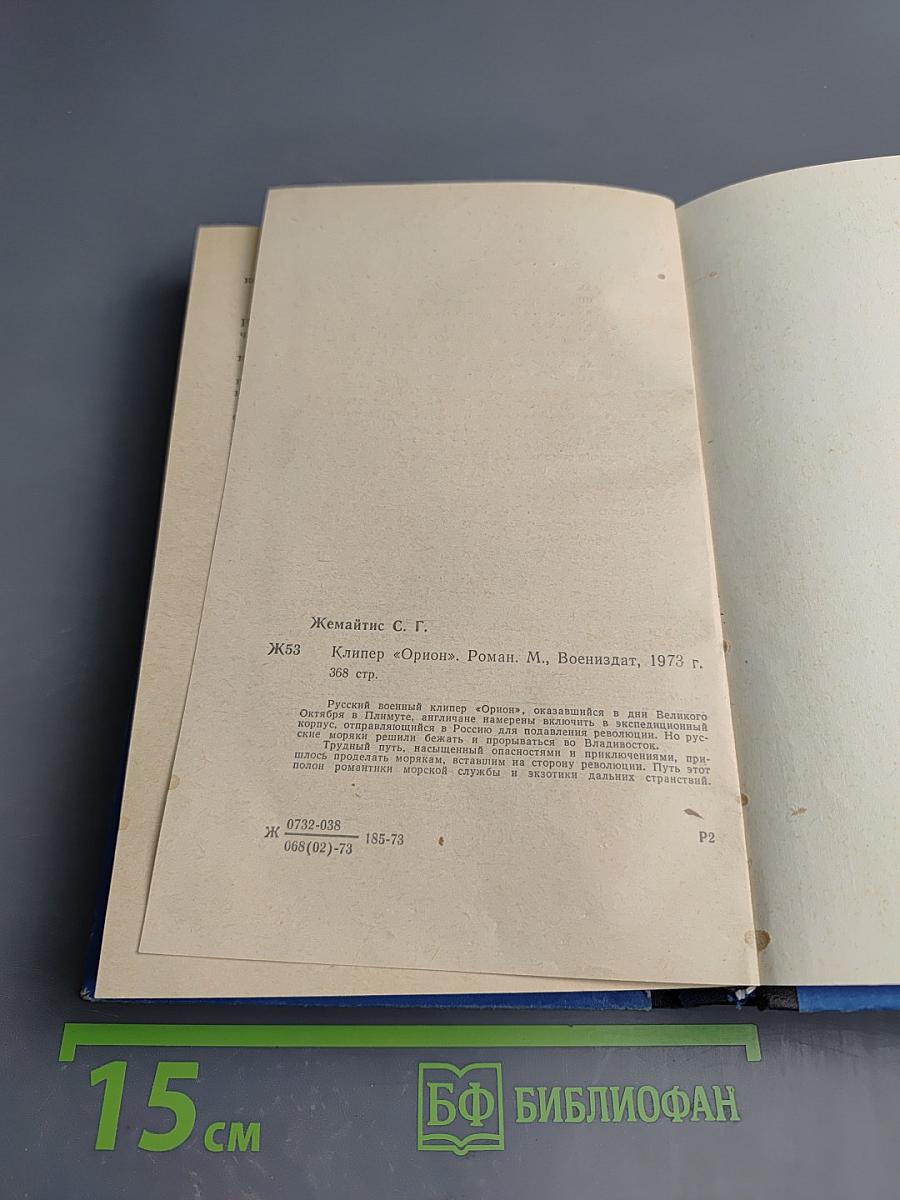 Жемайтис С. Г.
Ж53 Клипер «Орион». Роман. М., Воениздат, 1973 г.
368 стр.
Русский военный клипер «Орион», оказавшийся в дни Великого
Октября в Плимуте, англичане намерены включить в экспедиционный
корпус, отправляющийся в Россию для подавления революции. Но рус-
ские моряки решили бежать и прорываться во Владивосток.
Трудный путь, насыщенный опасностями и приключениями, при-
шлось проделать морякам, вставшим на сторону революции. Путь этот
полон романтики морской службы и экзотики дальних странствий.
Ж 0732-038 185-73 Р2
068(02)-73
15 см БФ БИБЛИОФАН